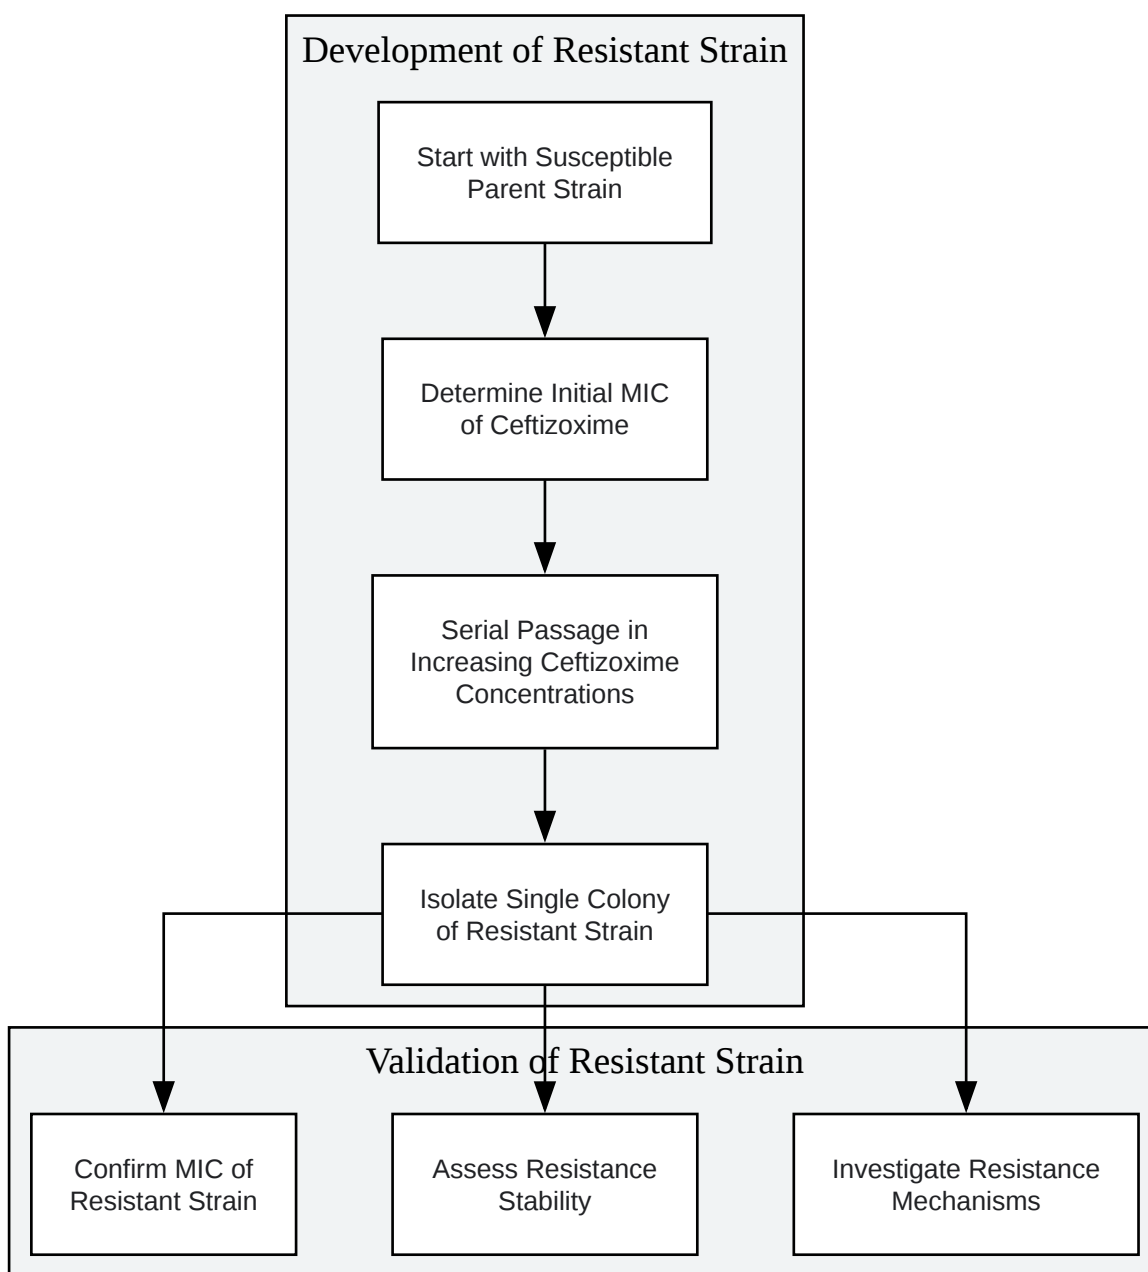 Development of Resistant Strain
Start with Susceptible
Parent Strain
Determine Initial MIC
of Ceftizoxime
Serial Passage in
Increasing Ceftizoxime
Concentrations
Isolate Single Colony
of Resistant Strain
Validation of Resistant Strain
Confirm MIC of
Resistant Strain
Assess Resistance
Stability
Investigate Resistance
Mechanisms